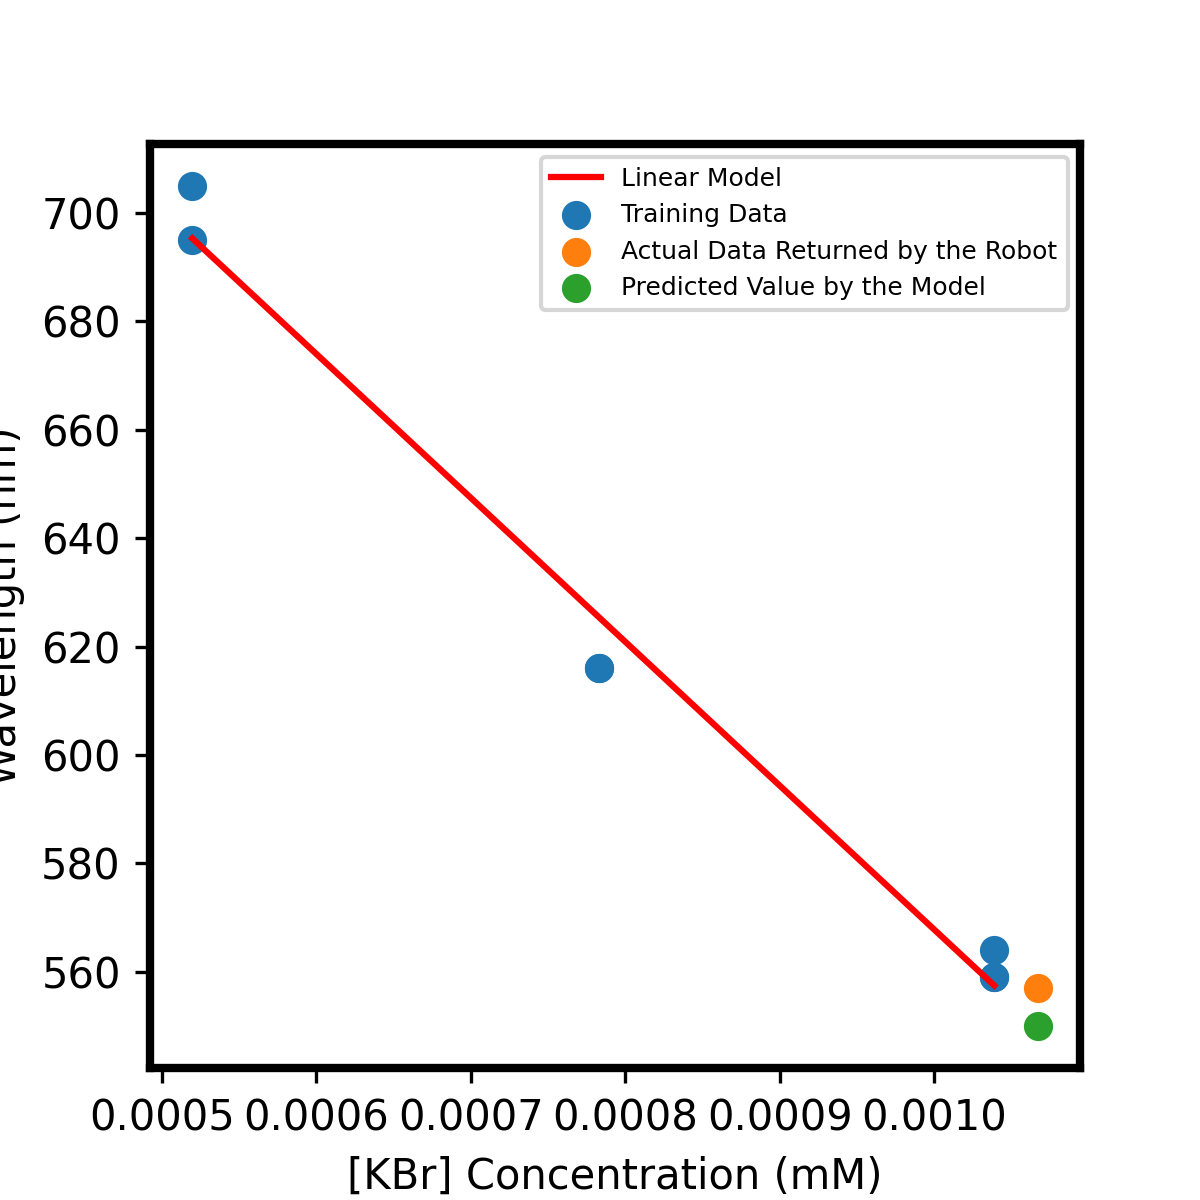 Linear Model
Training Data
Actual Data Returned by the Robot
Predicted Value by the Model
700
680
660
640
620
600
580
560
0.0005 0.0006 0.0007 0.0008 0.0009 0.0010
[KBr] Concentration (mM)
Wavelength (nm)